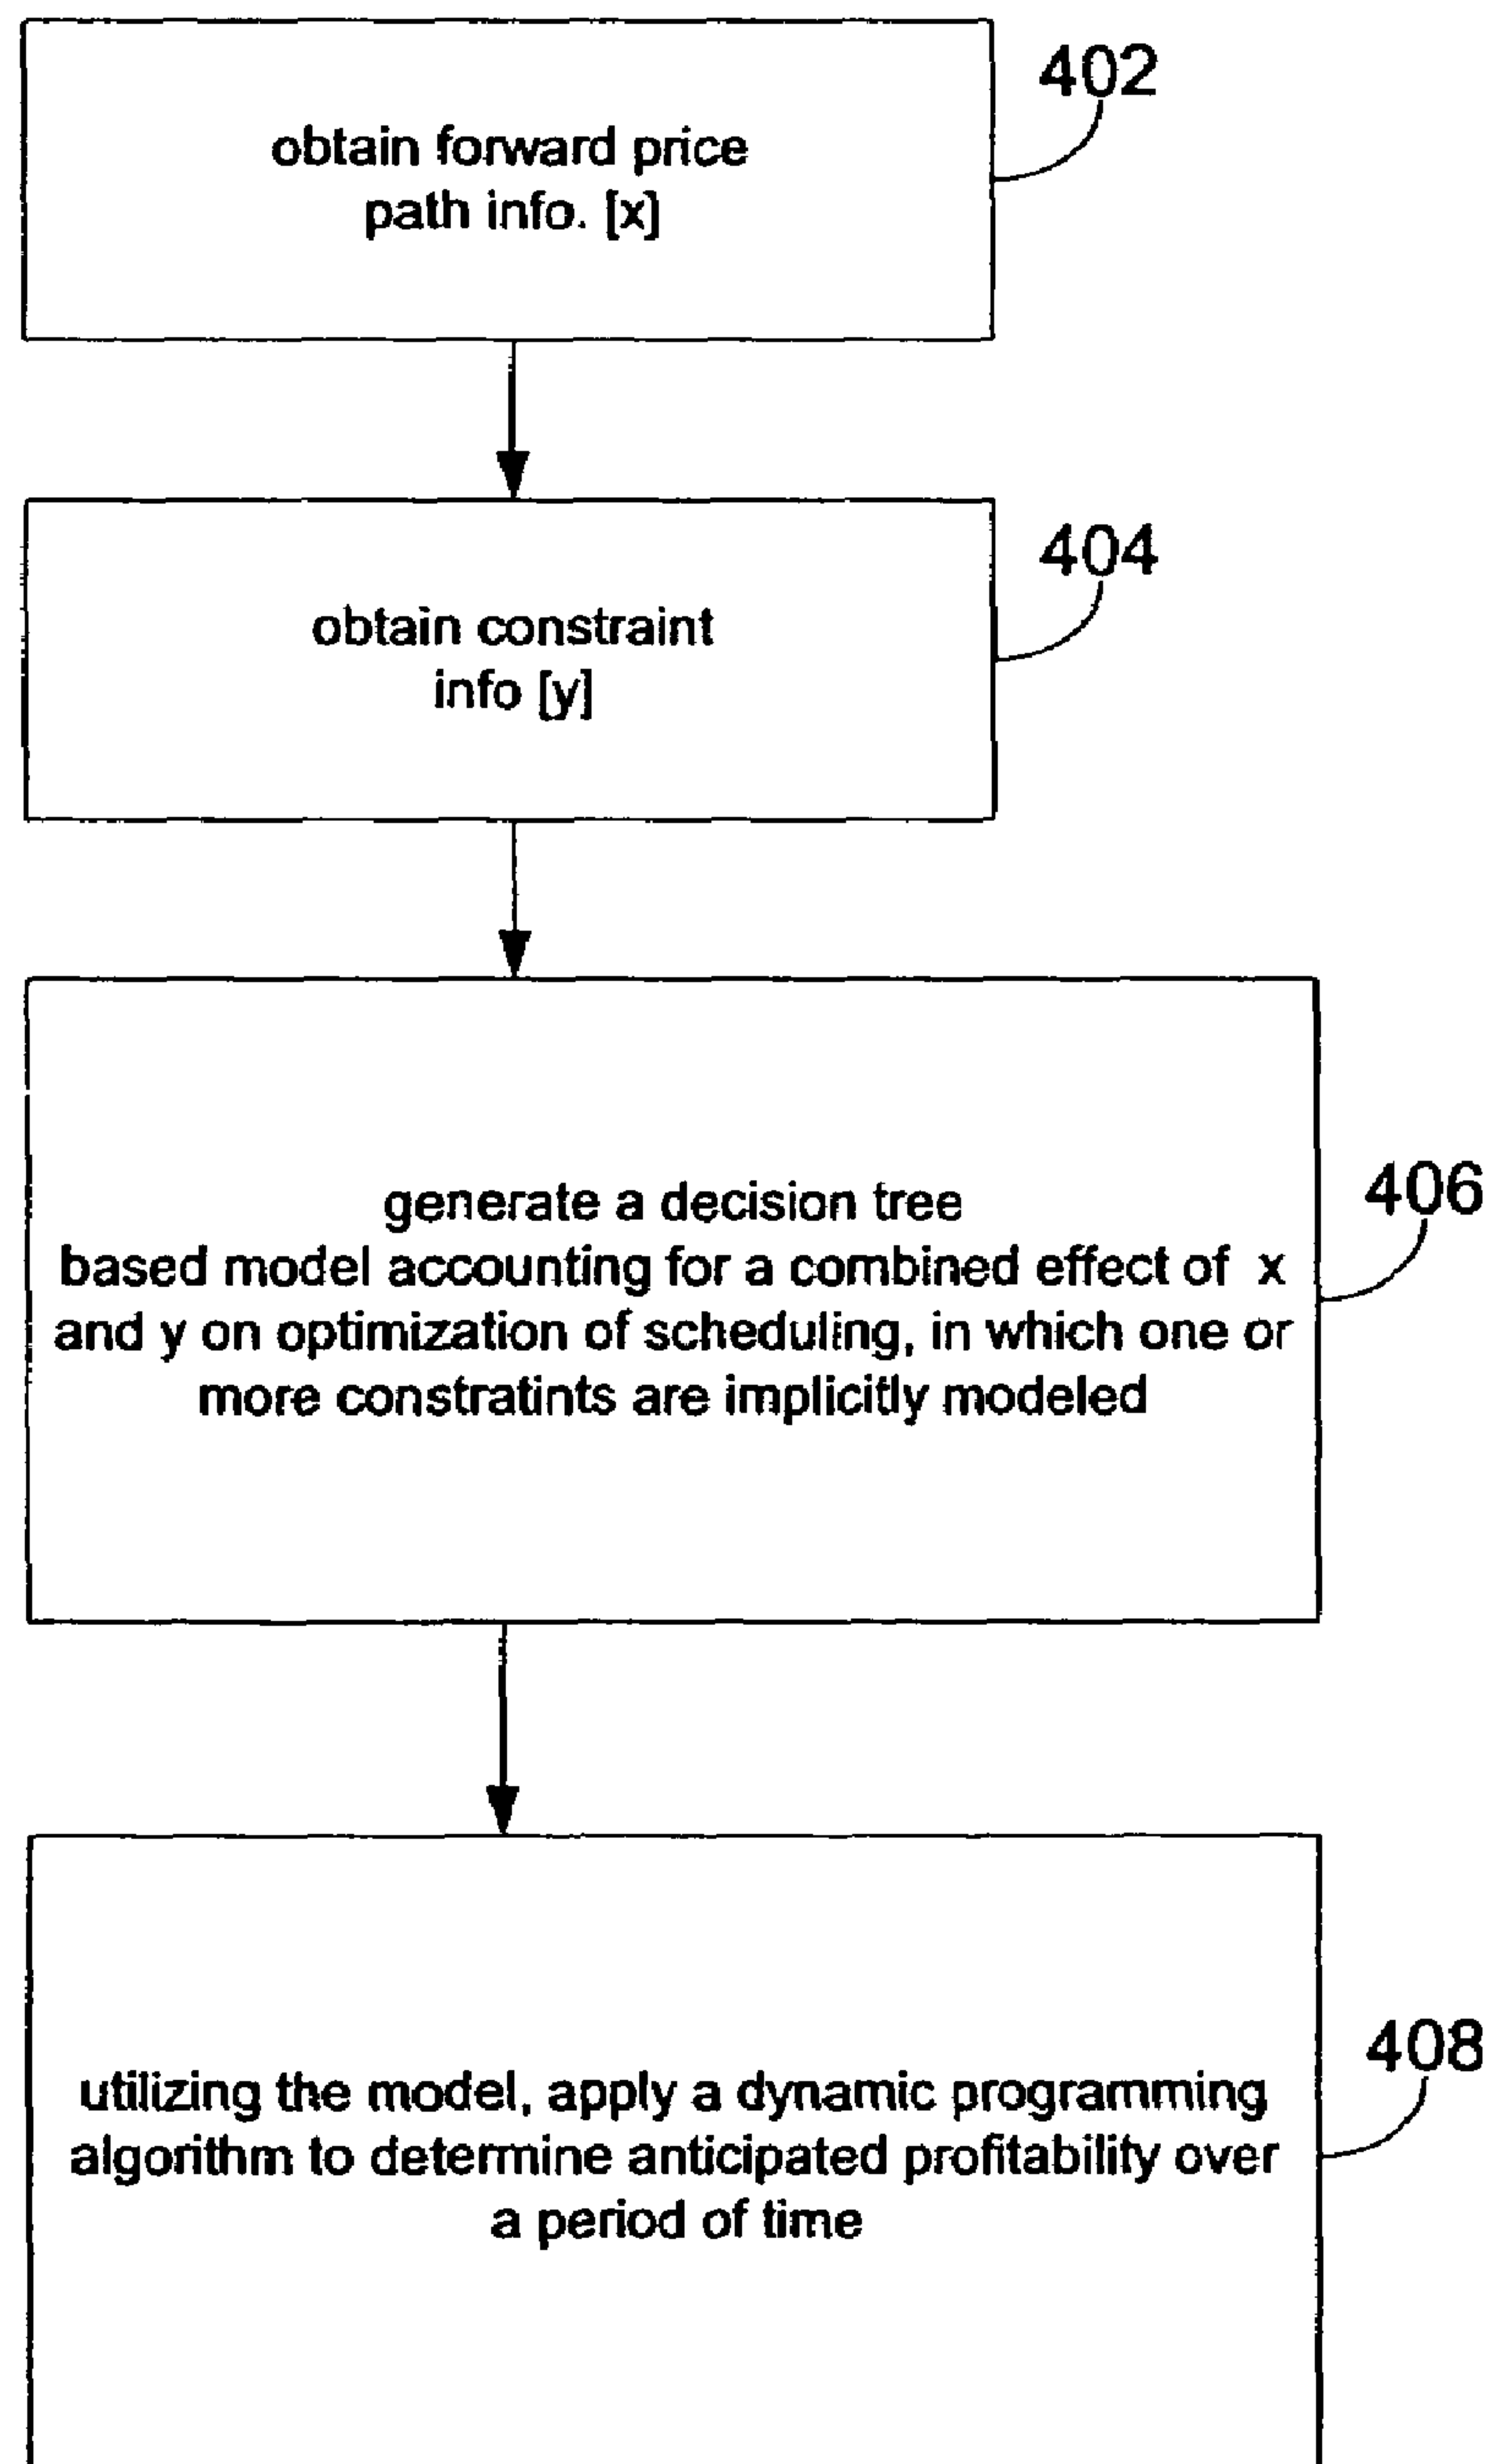 402
obtain forward price
path info. [x]
404
obtain constraint
info [y]
406
generate a decision tree
based model accounting for a combined effect of x
and y on optimization of scheduling, in which one or
more constratints are implicitly modeled
408
utilizing the model, apply a dynamic programming
algorithm to determine anticipated profitability over
a period of time